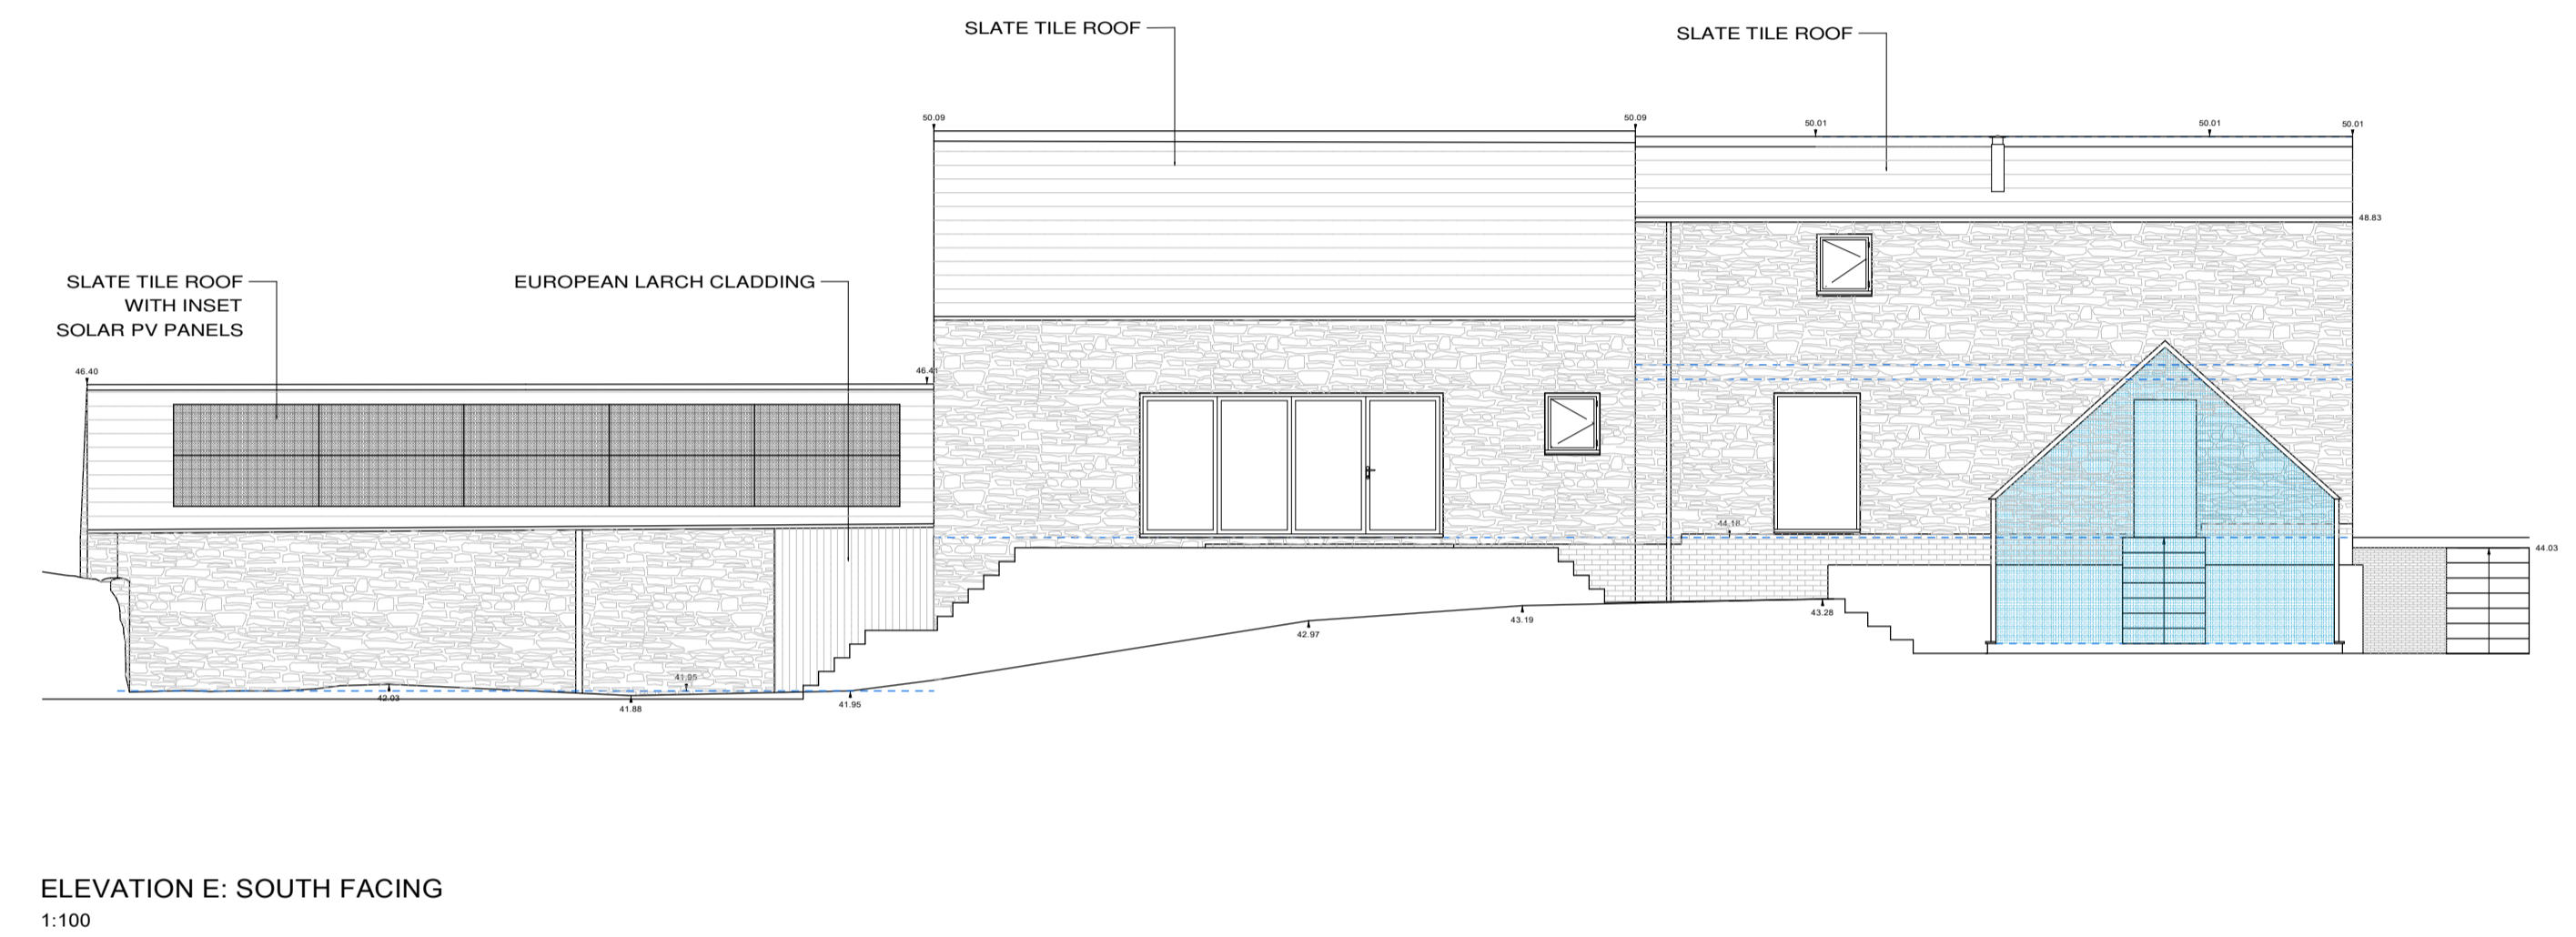 SLATE TILE ROOF
SLATE TILE ROOF
50.09
50.09
50.01
50.01
50.01
48.83
SLATE TILE ROOF
WITH INSET
SOLAR PV PANELS
EUROPEAN LARCH CLADDING
46.40
46.41
44.18
44.03
43.28
43.19
42.97
41.95
42.03
41.88
41.95
ELEVATION E: SOUTH FACING
1:100